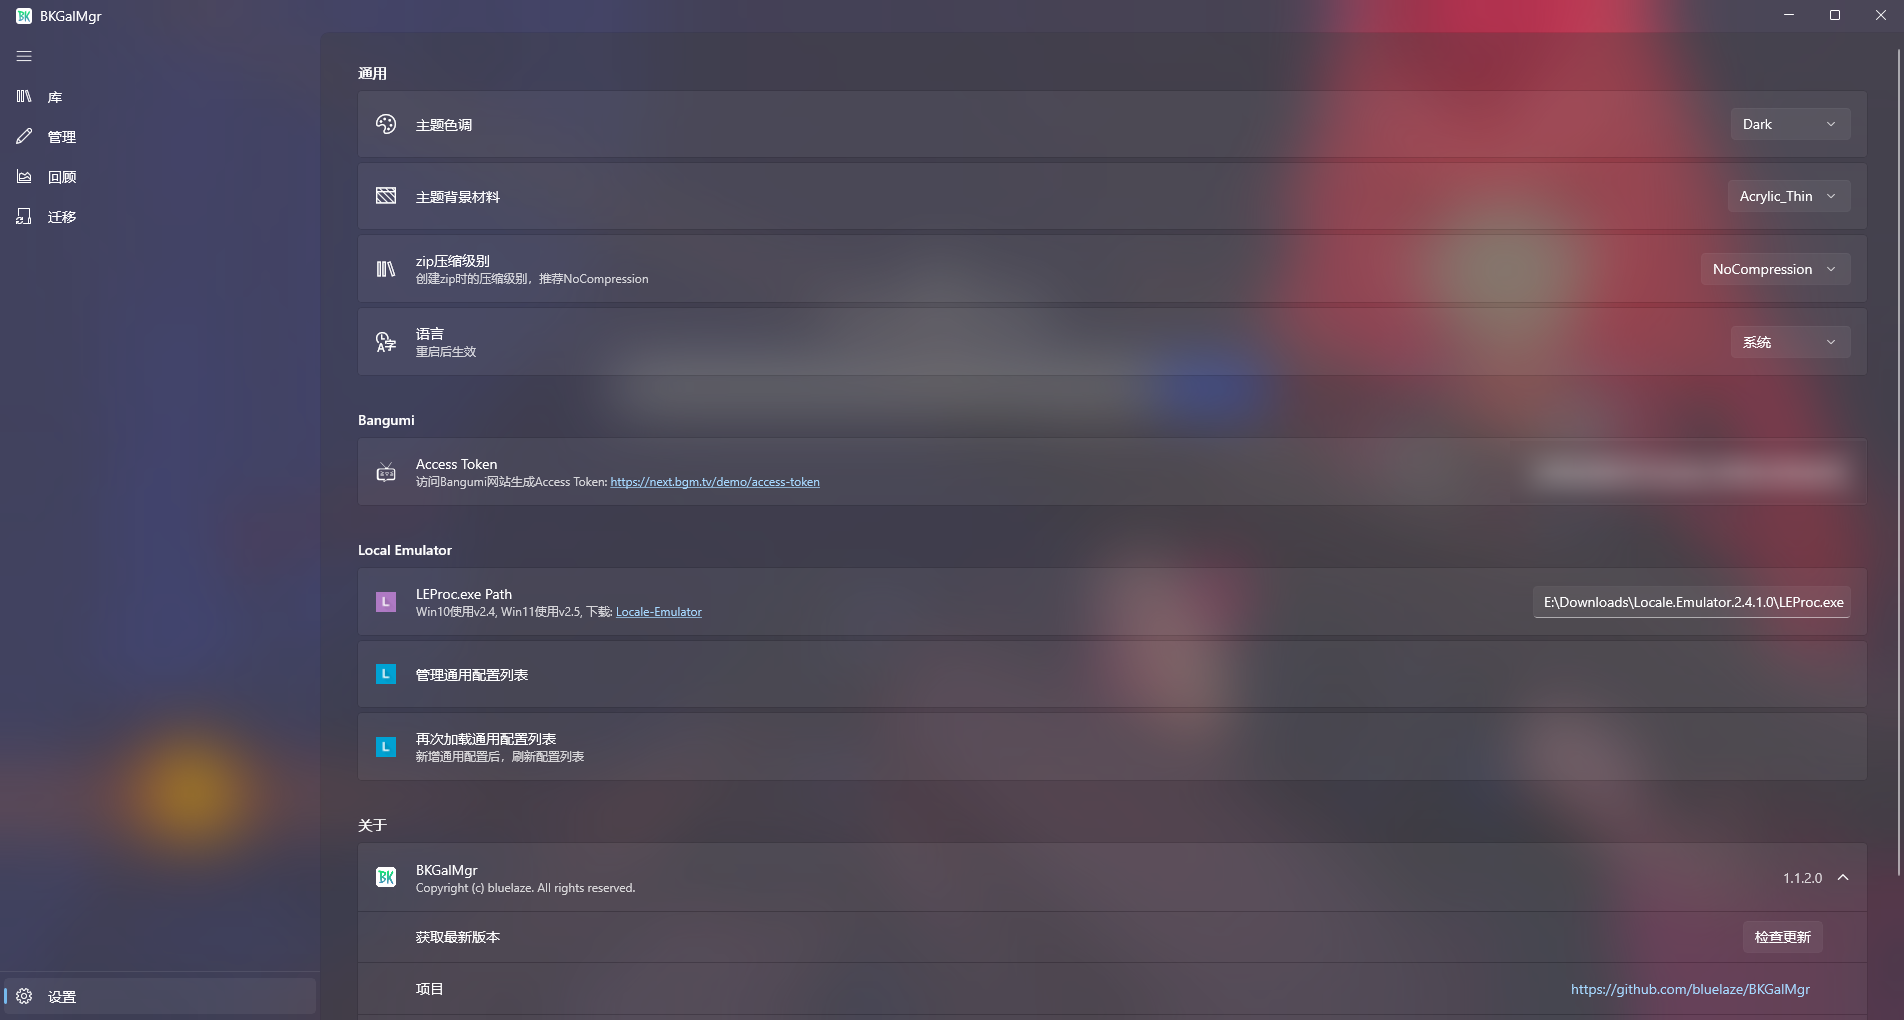 BKGalMgr
库
管理
回顾
迁移
设置
通用
主题色调
Dark
主题背景材料
Acrylic_Thin
zip压缩级别
创建zip时的压缩级别，推荐NoCompression
NoCompression
语言
重启后生效
系统
Bangumi
Access Token
访问Bangumi网站生成Access Token: https://next.bgm.tv/demo/access-token
Local Emulator
LEProc.exe Path
Win10使用v2.4, Win11使用v2.5, 下载: Locale-Emulator
E:\Downloads\Locale.Emulator.2.4.1.0\LEProc.exe
管理通用配置列表
再次加载通用配置列表
新增通用配置后，刷新配置列表
关于
BKGalMgr
Copyright (c) bluelaze. All rights reserved.
1.1.2.0
获取最新版本
检查更新
项目
https://github.com/bluelaze/BKGalMgr